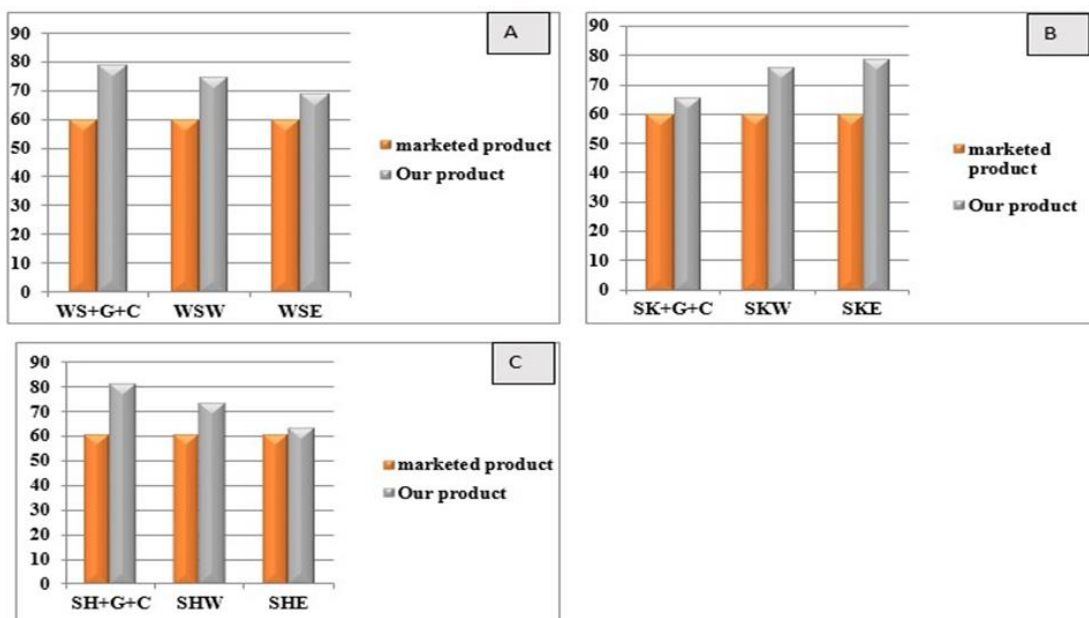 A
90
80
70
60
50
40
30
20
10
0
WS+G+C WSW WSE
marketed product
Our product
B
90
80
70
60
50
40
30
20
10
0
SK+G+C SKW SKE
marketed
product
Our product
C
90
80
70
60
50
40
30
20
10
0
SH+G+C SHW SHE
marketed product
Our product